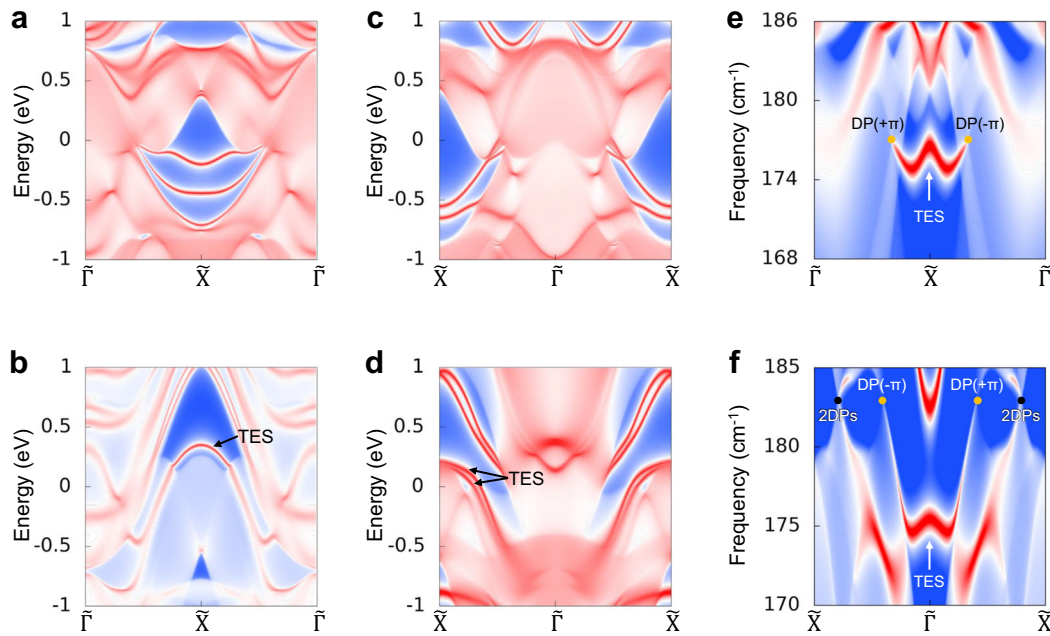 a
Energy (eV)
1
0.5
0
-0.5
-1
Γ̃
X̃
Γ̃
c
Energy (eV)
1
0.5
0
-0.5
-1
X̃
Γ̃
X̃
e
Frequency (cm⁻¹)
186
180
174
168
DP(+π)
DP(-π)
TES
Γ̃
X̃
Γ̃
b
Energy (eV)
1
0.5
0
-0.5
-1
TES
Γ̃
X̃
Γ̃
d
Energy (eV)
1
0.5
0
-0.5
-1
TES
X̃
Γ̃
X̃
f
Frequency (cm⁻¹)
185
180
175
170
DP(-π)
DP(+π)
2DPs
2DPs
TES
X̃
Γ̃
X̃